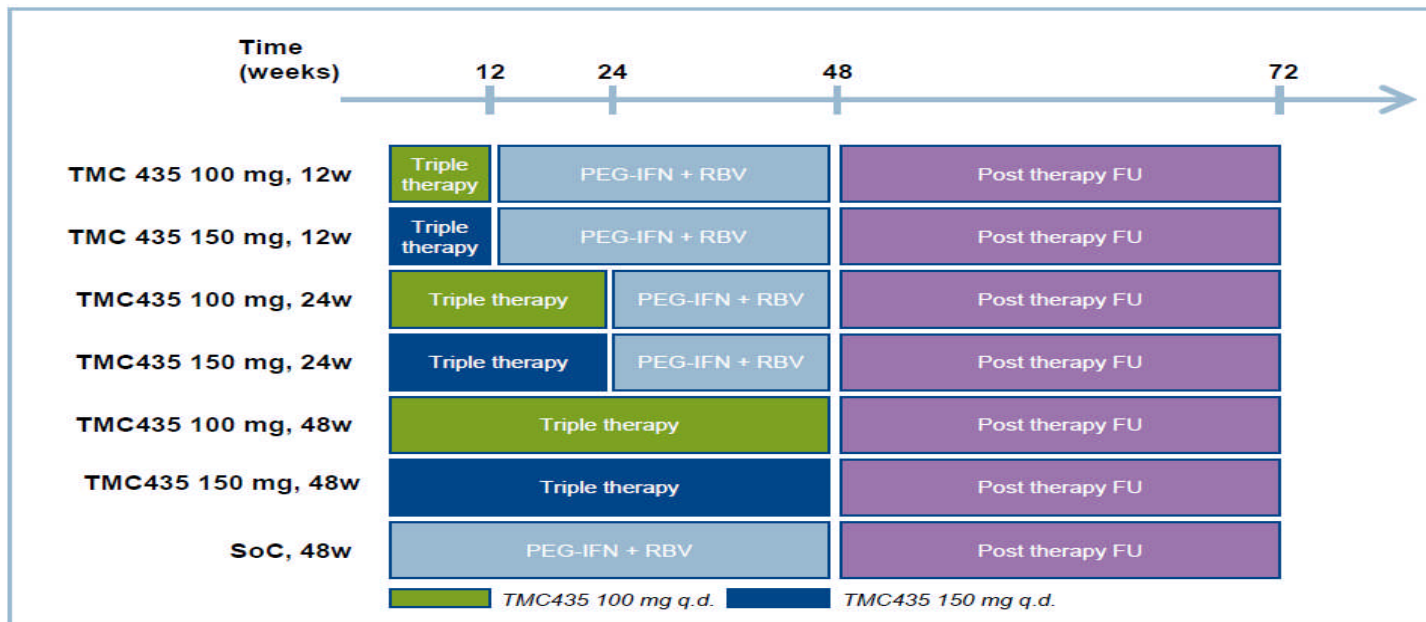 Time
(weeks)
12 24 48 72
TMC 435 100 mg, 12w
Triple
therapy
PEG-IFN + RBV
Post therapy FU
TMC 435 150 mg, 12w
Triple
therapy
PEG-IFN + RBV
Post therapy FU
TMC435 100 mg, 24w
Triple therapy
PEG-IFN + RBV
Post therapy FU
TMC435 150 mg, 24w
Triple therapy
PEG-IFN + RBV
Post therapy FU
TMC435 100 mg, 48w
Triple therapy
Post therapy FU
TMC435 150 mg, 48w
Triple therapy
Post therapy FU
SoC, 48w
PEG-IFN + RBV
Post therapy FU
TMC435 100 mg q.d.
TMC435 150 mg q.d.